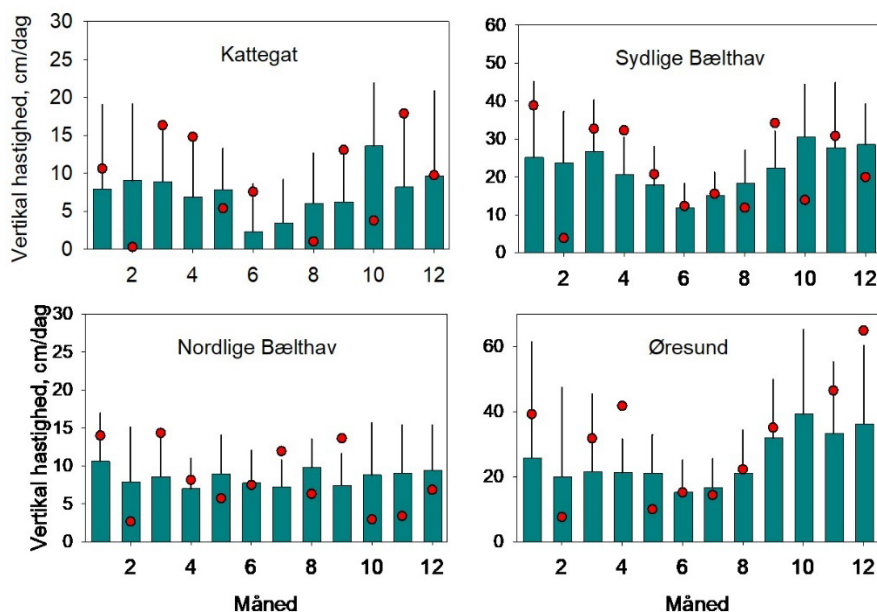 Kattegat
Vertikal hastighed, cm/dag
30
25
20
15
10
5
0
2 4 6 8 10 12
Sydlige Bælthav
60
50
40
30
20
10
0
2 4 6 8 10 12
Nordlige Bælthav
Vertikal hastighed, cm/dag
30
25
20
15
10
5
0
2 4 6 8 10 12
Måned
Øresund
60
40
20
0
2 4 6 8 10 12
Måned